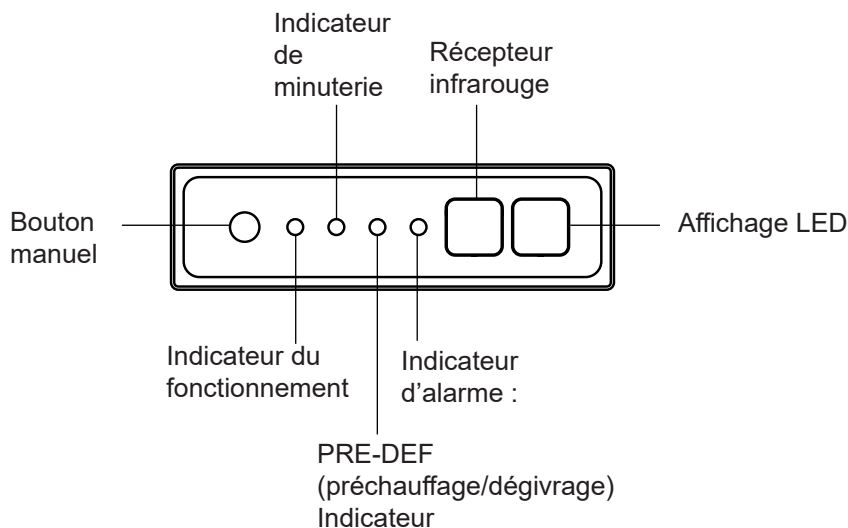 Indicateur
de
minuterie
Récepteur
infrarouge
Bouton
manuel
Affichage LED
Indicateur du
fonctionnement
Indicateur
d'alarme :
PRE-DEF
(préchauffage/dégivrage)
Indicateur